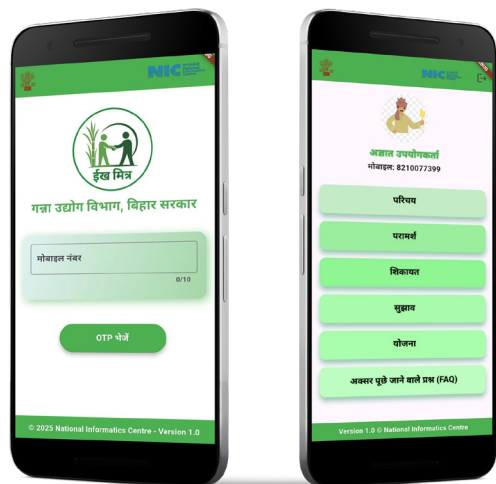 NIC
ईख मित्र
गन्ना उद्योग विभाग, बिहार सरकार
मोबाइल नंबर
0/10
OTP भेजें
© 2025 National Informatics Centre - Version 1.0
NIC
अज्ञात उपयोगकर्ता
मोबाइल: 8210077399
परिचय
परामर्श
शिकायत
सुझाव
योजना
अक्सर पूछे जाने वाले प्रश्न (FAQ)
Version 1.0 © National Informatics Centre